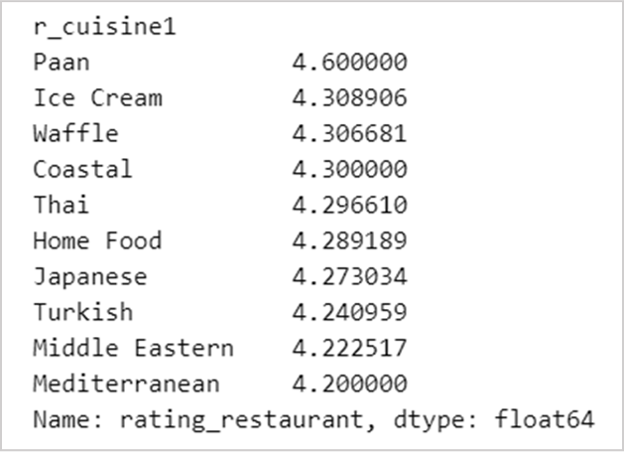 r_cuisine1
Paan 4.600000
Ice Cream 4.308906
Waffle 4.306681
Coastal 4.300000
Thai 4.296610
Home Food 4.289189
Japanese 4.273034
Turkish 4.240959
Middle Eastern 4.222517
Mediterranean 4.200000
Name: rating_restaurant, dtype: float64